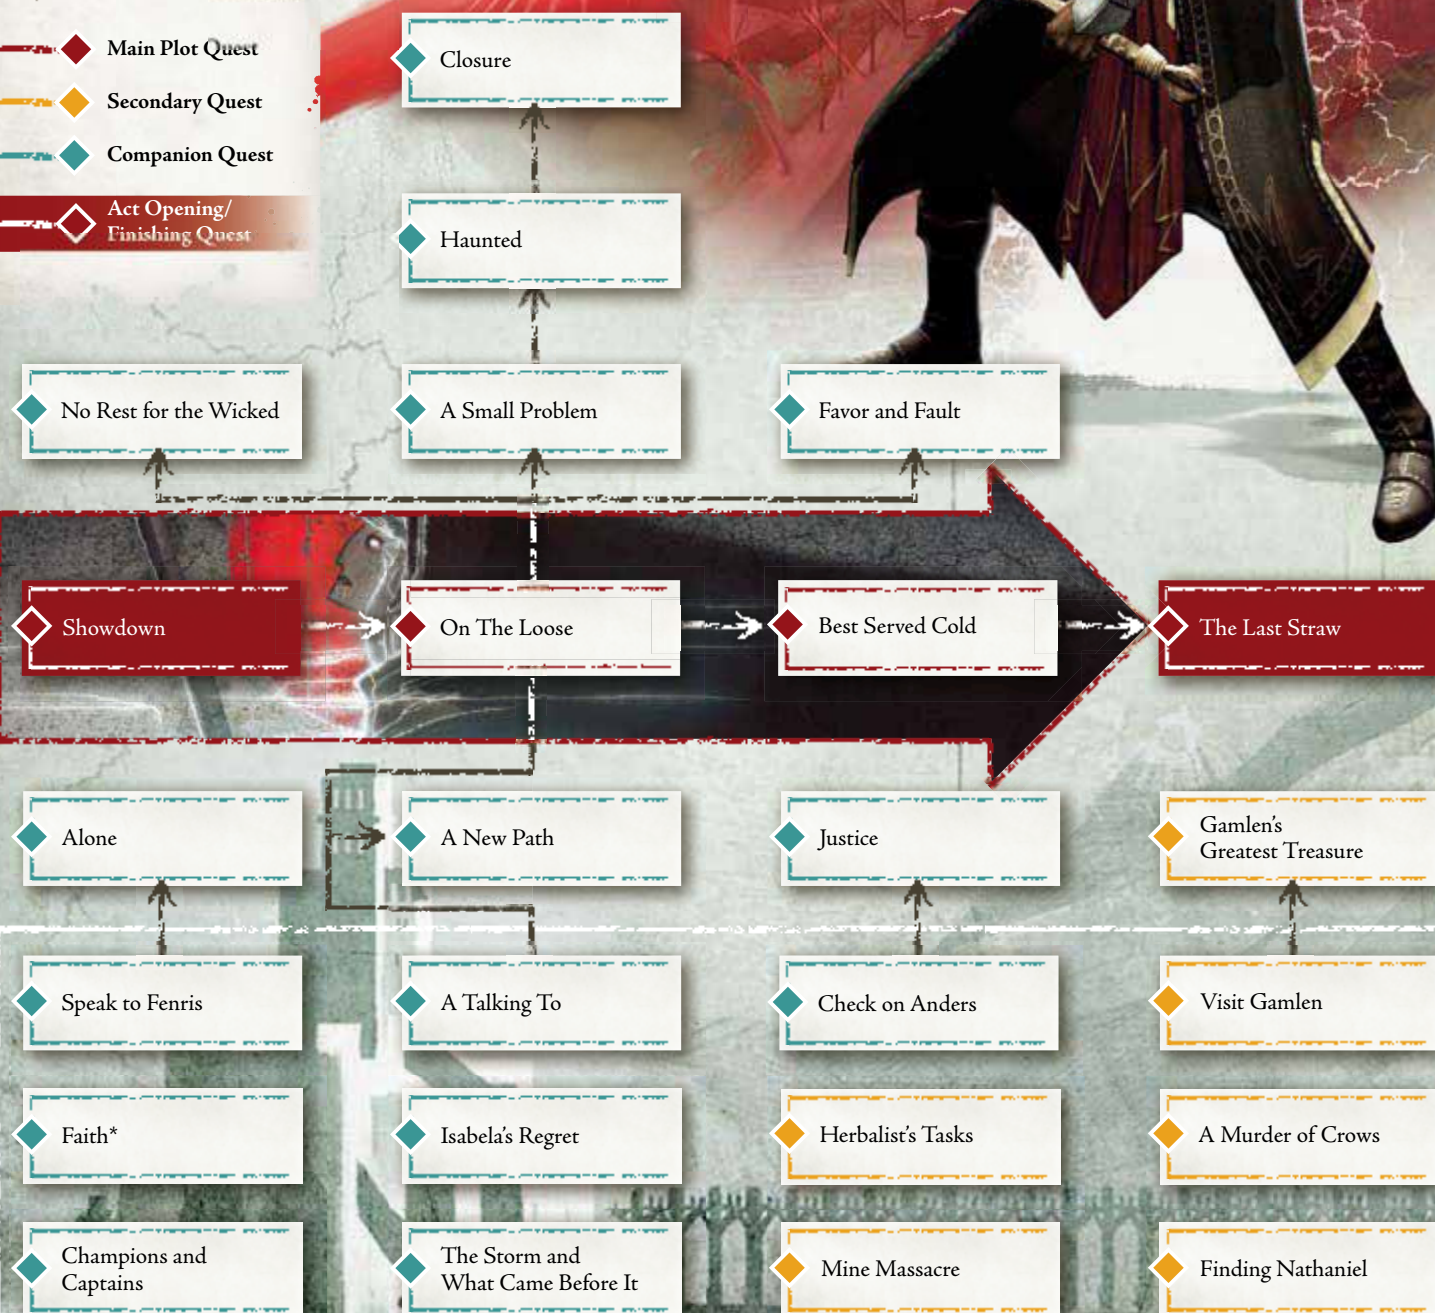 Main Plot Quest
Secondary Quest
Companion Quest
Act Opening/
Finishing Quest
Closure
Haunted
No Rest for the Wicked
A Small Problem
Favor and Fault
Showdown
On The Loose
Best Served Cold
The Last Straw
Alone
A New Path
Justice
Gamlen's
Greatest Treasure
Speak to Fenris
A Talking To
Check on Anders
Visit Gamlen
Faith*
Isabela's Regret
Herbalist's Tasks
A Murder of Crows
Champions and
Captains
The Storm and
What Came Before It
Mine Massacre
Finding Nathaniel